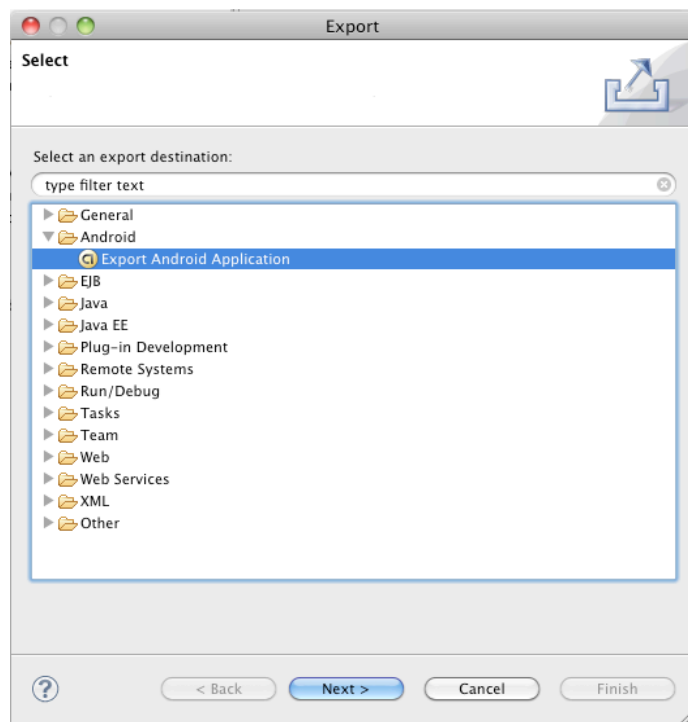 Export
Select
Select an export destination:
type filter text
General
Android
Export Android Application
EJB
Java
Java EE
Plug-in Development
Remote Systems
Run/Debug
Tasks
Team
Web
Web Services
XML
Other
? < Back Next > Cancel Finish